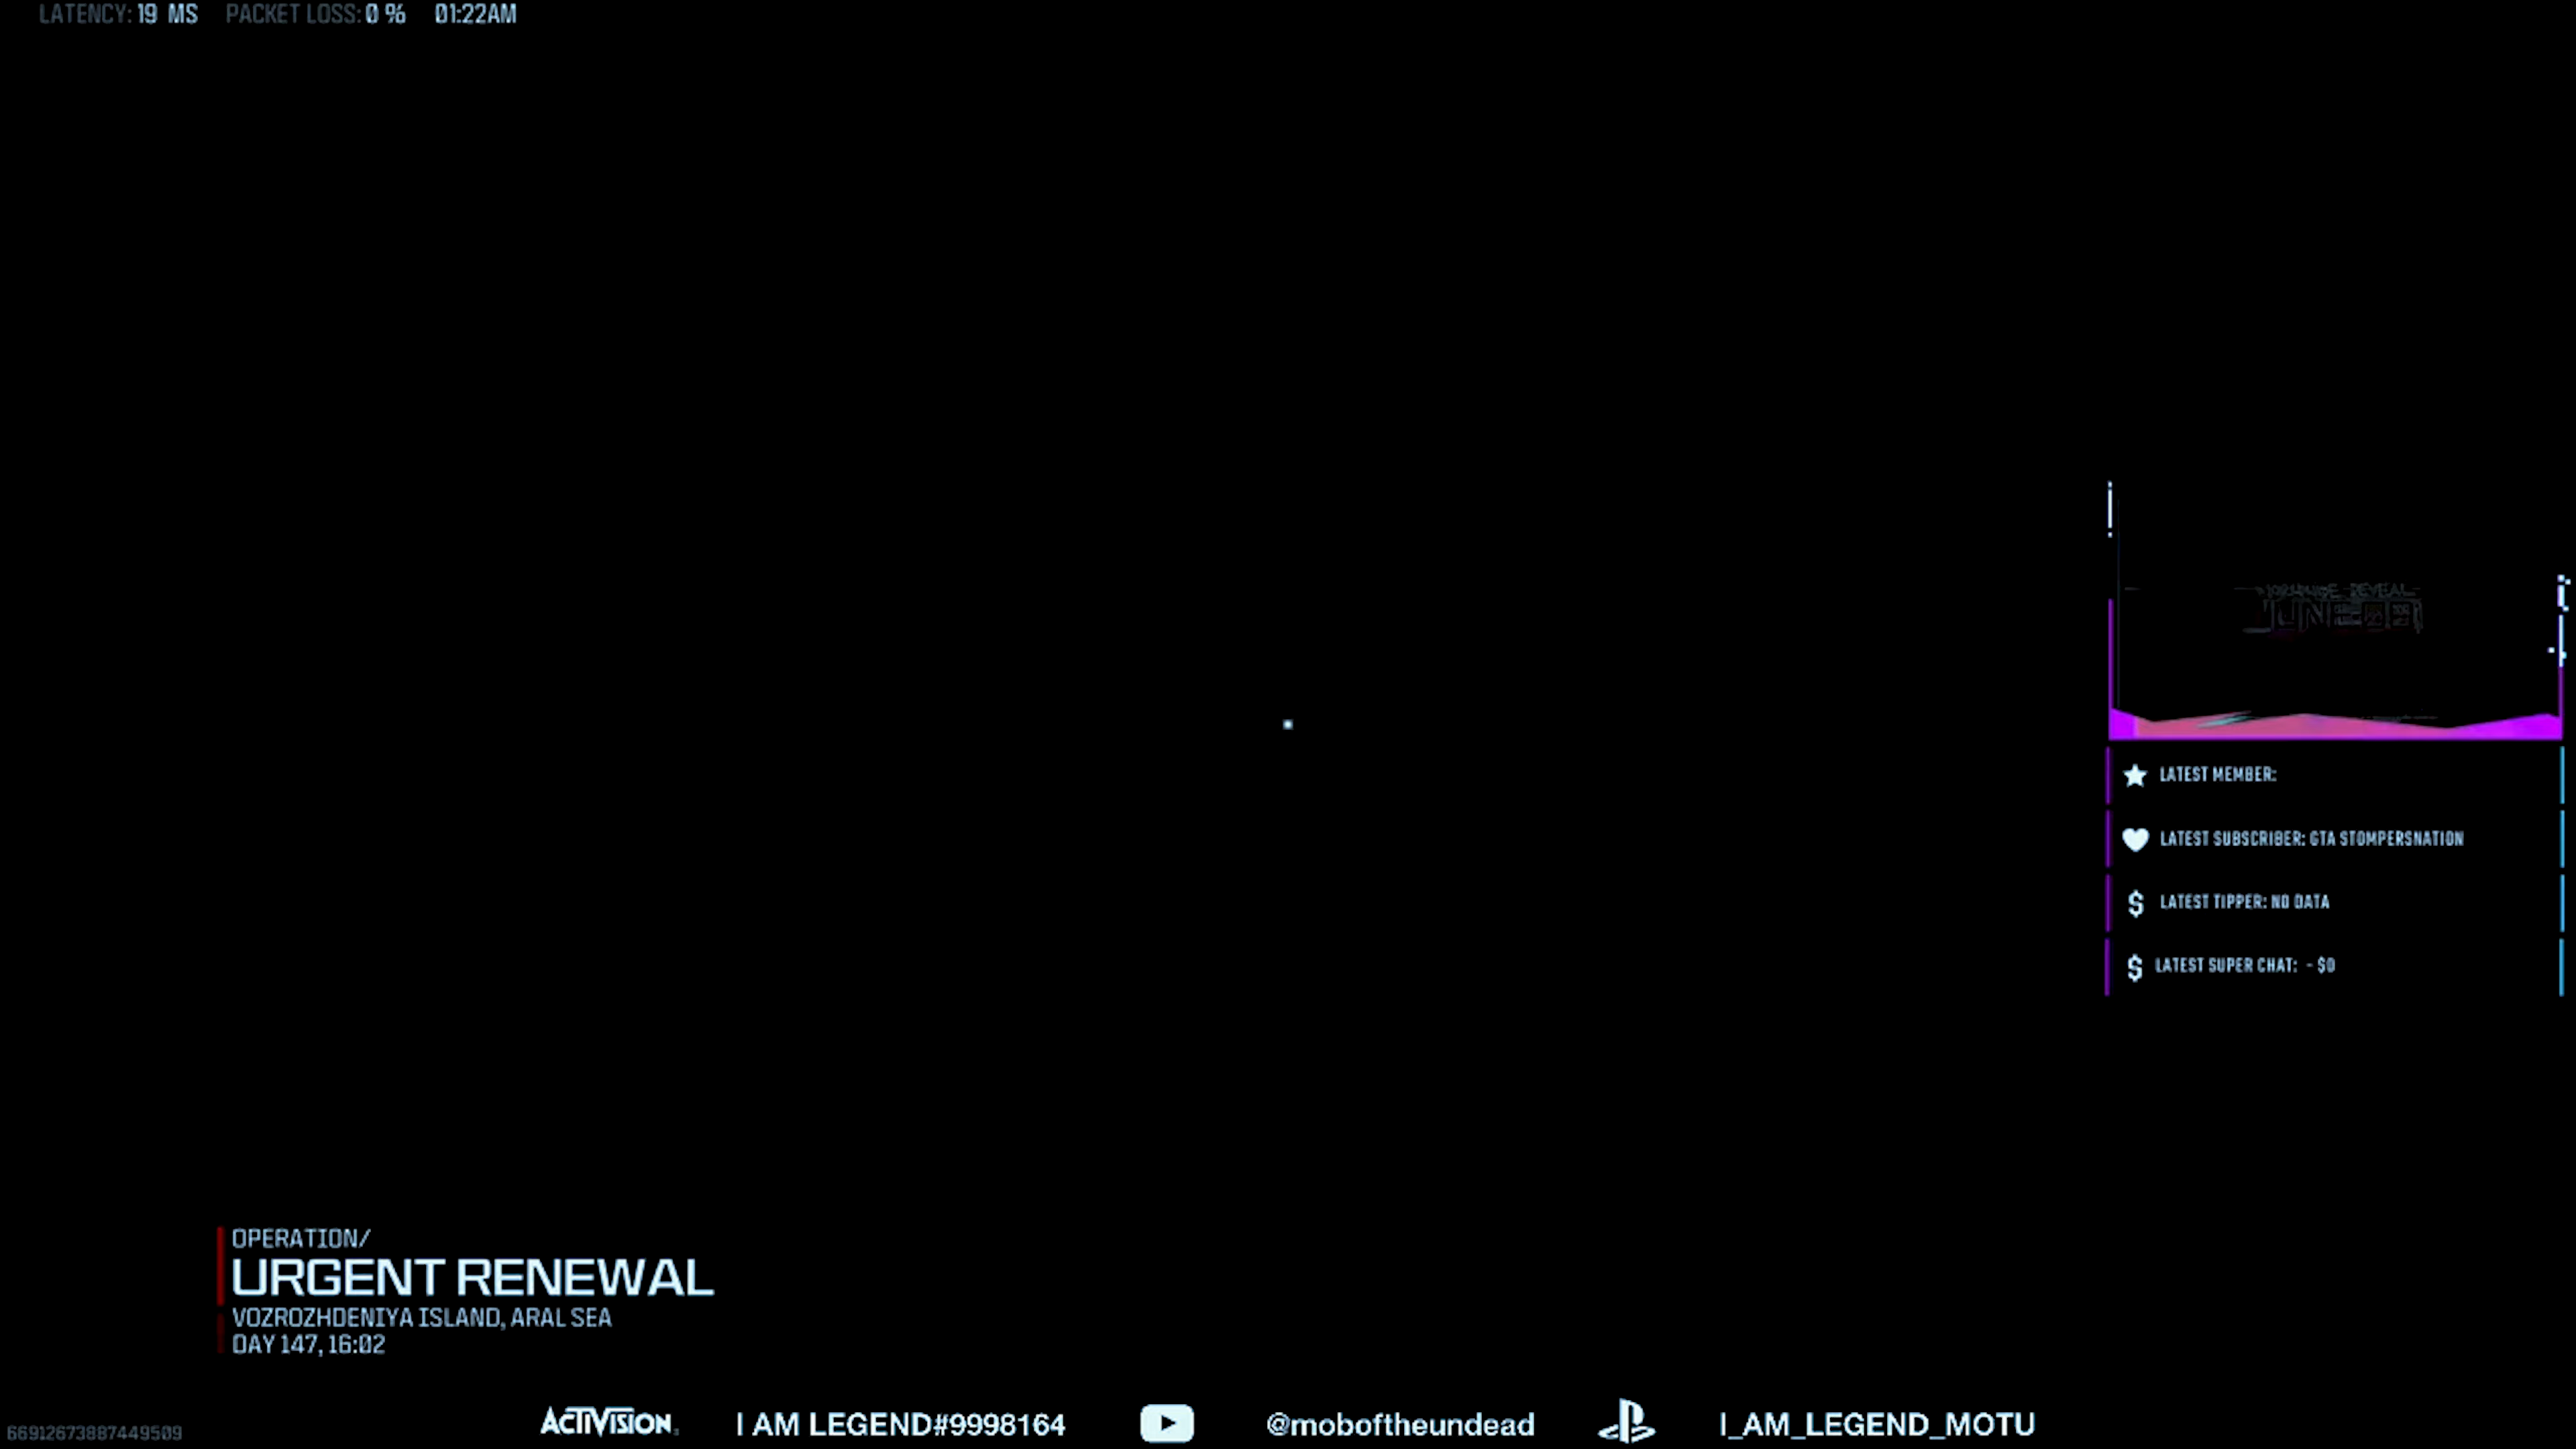 LATENCY: 19 MS PACKET LOSS: 0 % 01:22AM
REVEAL
LATEST MEMBER:
LATEST SUBSCRIBER: GTA STOMPERSNATION
LATEST TIPPER: NO DATA
$ LATEST SUPER CHAT: - $0
OPERATION/
URGENT RENEWAL
VOZROZHDENIYA ISLAND, ARAL SEA
DAY 147, 16:02
66912673887449509
ACTIVISION. I AM LEGEND#9998164 @moboftheundead I_AM_LEGEND_MOTU